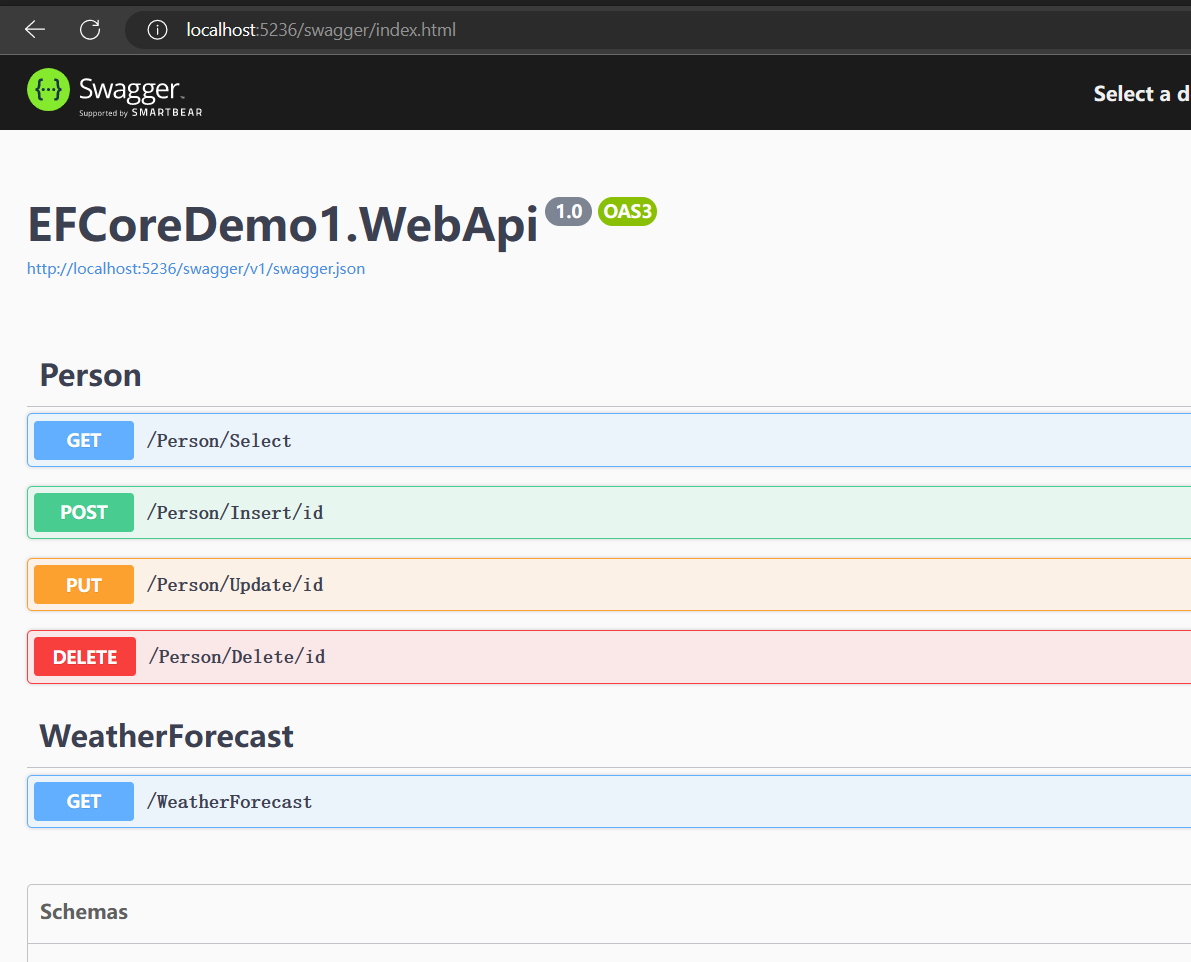 localhost:5236/swagger/index.html
{...} Swagger
Supported by SMARTBEAR
Select a d
EFCoreDemo1.WebApi 1.0 OAS3
http://localhost:5236/swagger/v1/swagger.json
Person
GET /Person/Select
POST /Person/Insert/id
PUT /Person/Update/id
DELETE /Person/Delete/id
WeatherForecast
GET /WeatherForecast
Schemas